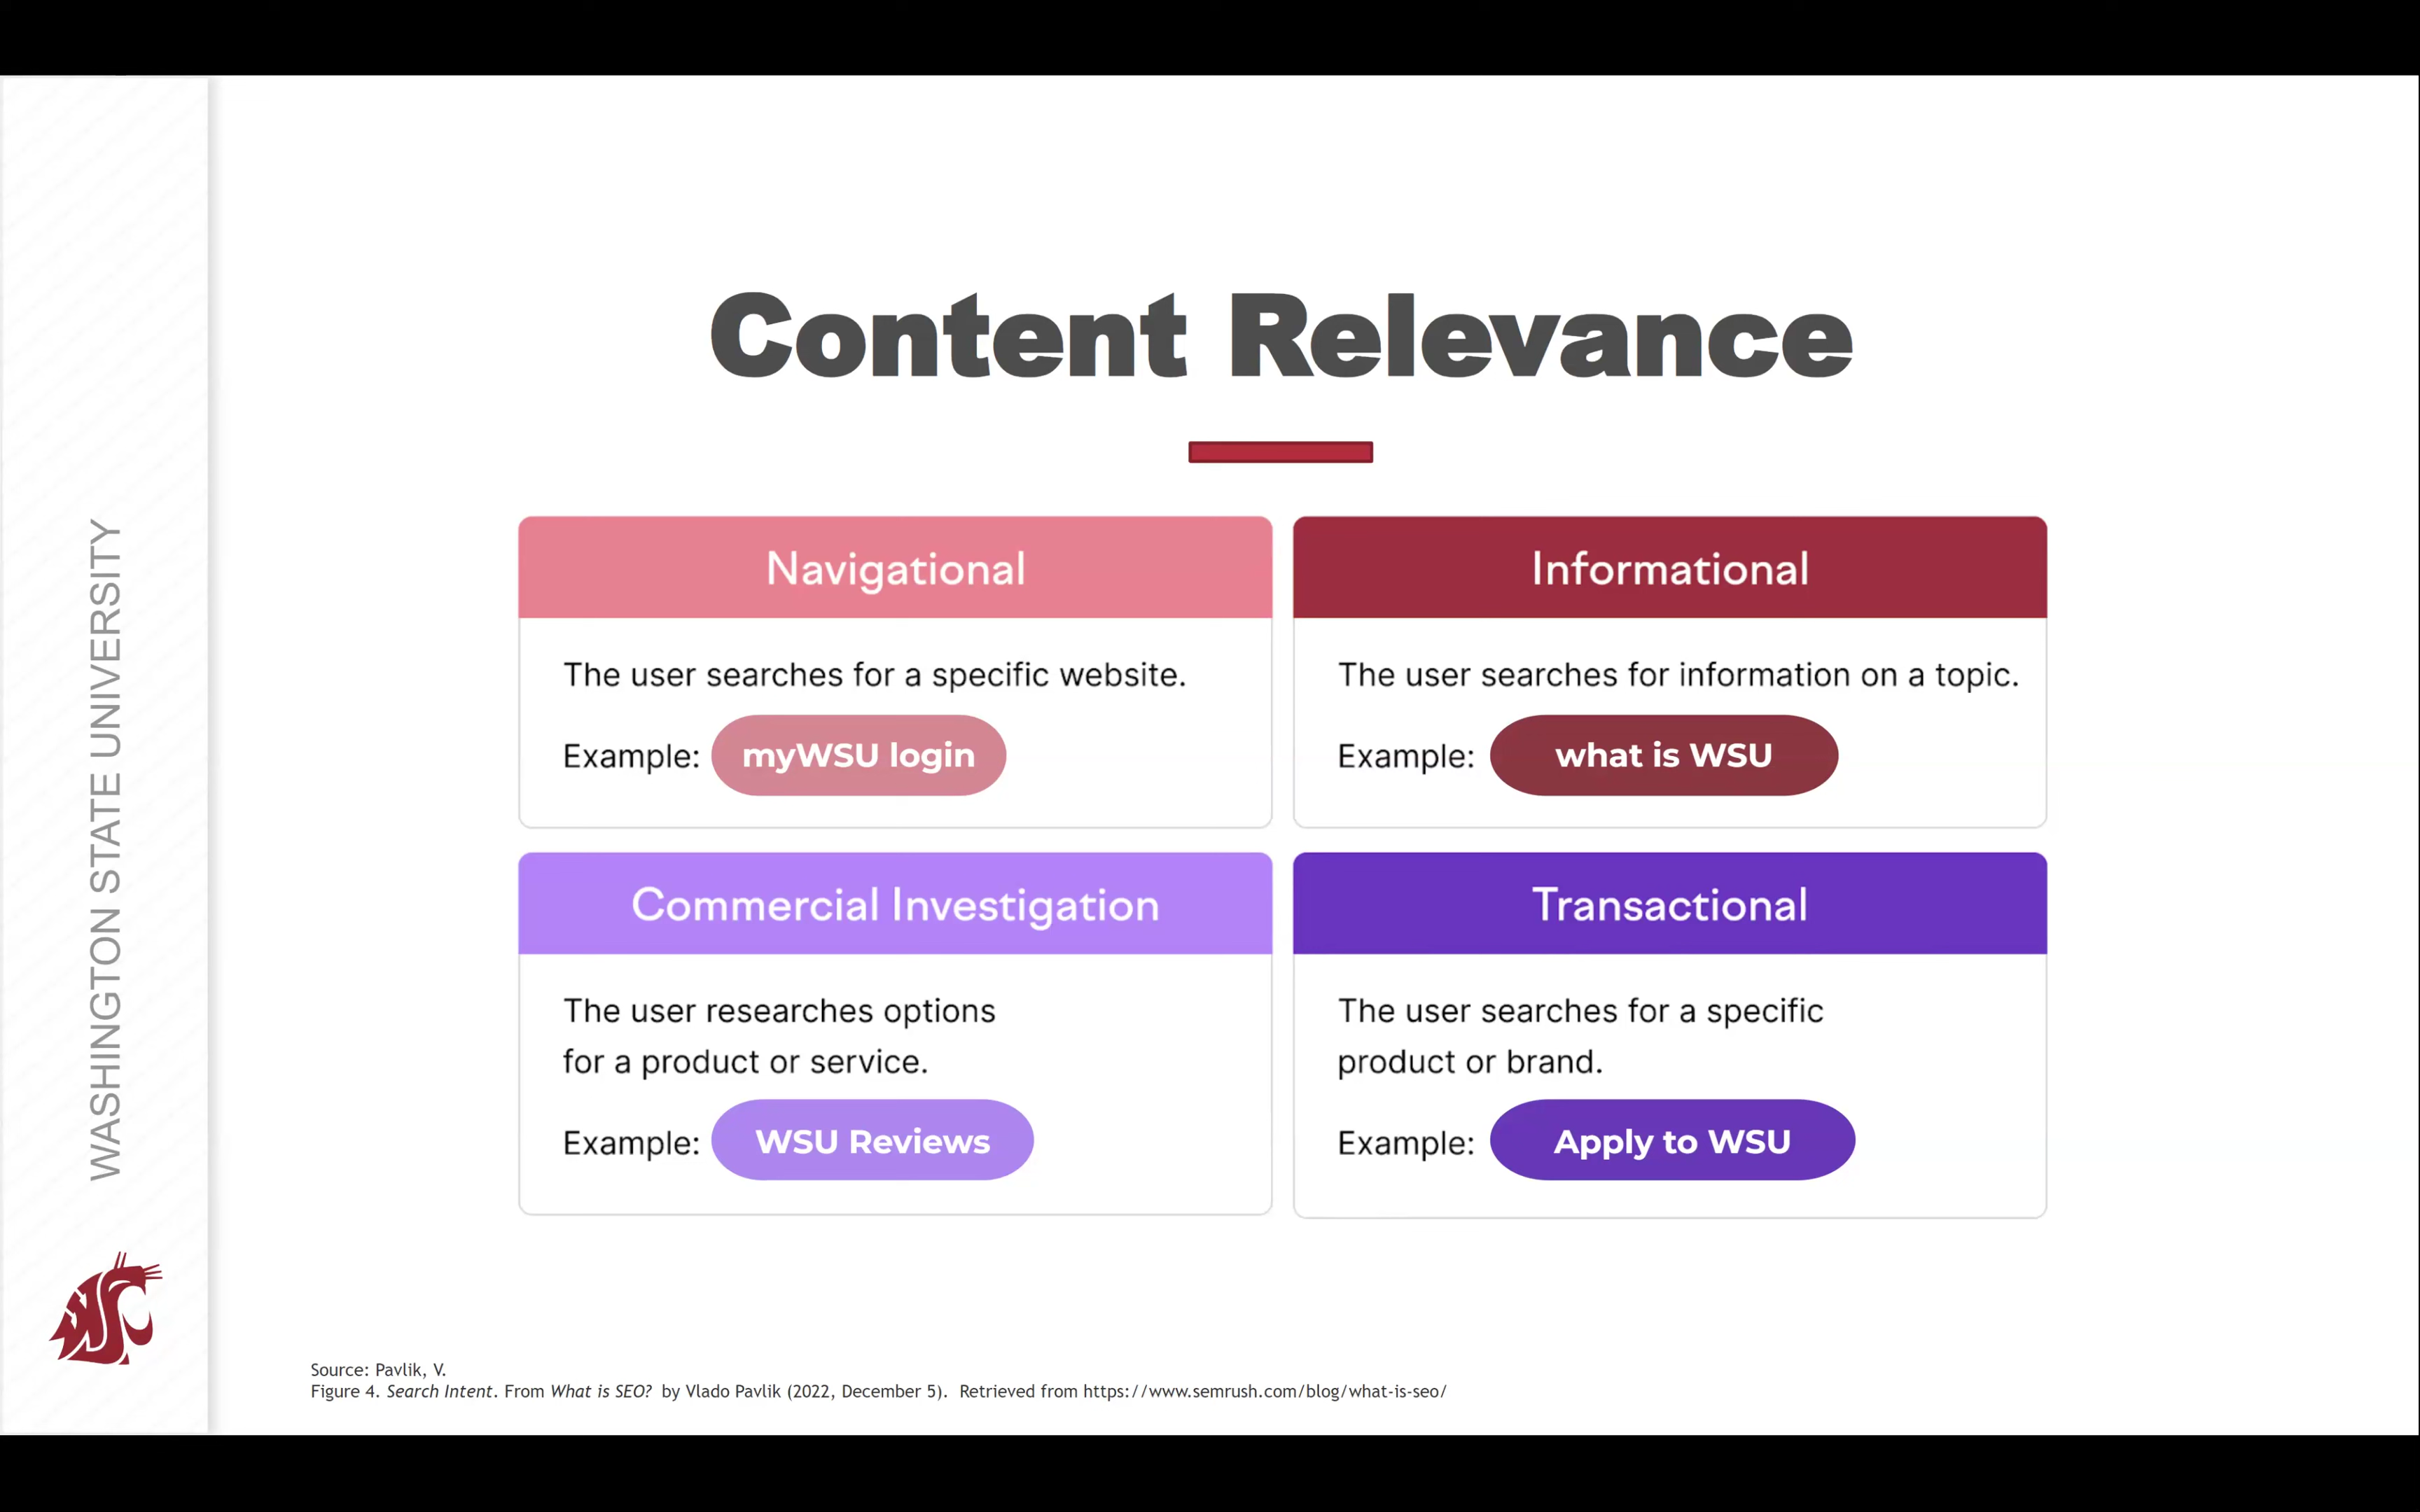 Content Relevance
Navigational
The user searches for a specific website.
Example: myWSU login
Informational
The user searches for information on a topic.
Example: what is WSU
Commercial Investigation
The user researches options
for a product or service.
Example: WSU Reviews
Transactional
The user searches for a specific
product or brand.
Example: Apply to WSU
WASHINGTON STATE UNIVERSITY
WSC
Source: Pavlik, V.
Figure 4. Search Intent. From What is SEO? by Vlado Pavlik (2022, December 5). Retrieved from https://www.semrush.com/blog/what-is-seo/